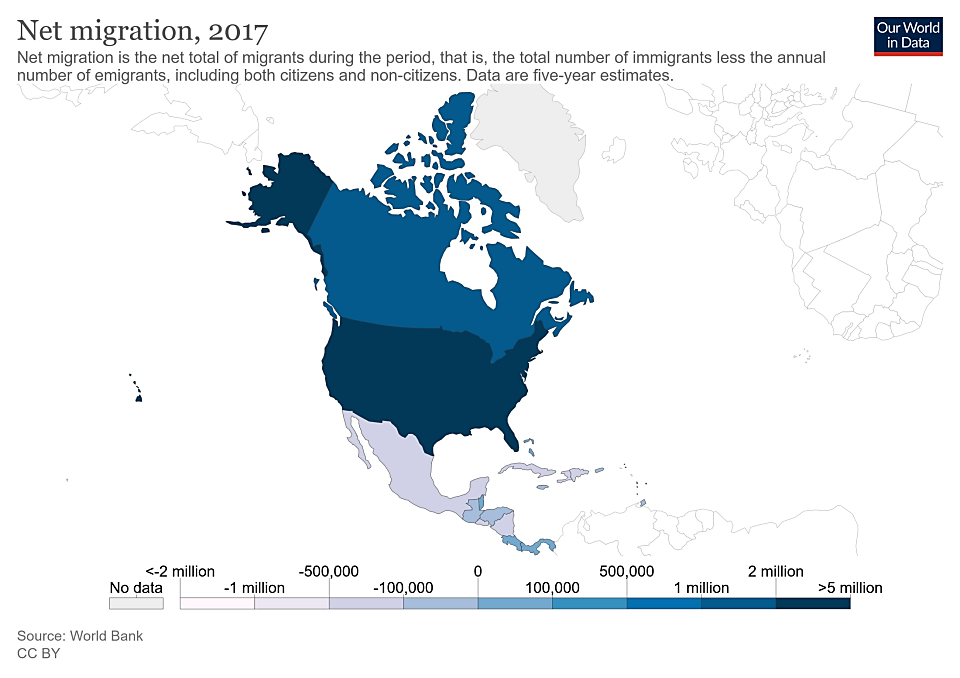 Net migration, 2017
Our World
in Data
Net migration is the net total of migrants during the period, that is, the total number of immigrants less the annual
number of emigrants, including both citizens and non-citizens. Data are five-year estimates.
<-2 million -500,000 0 500,000 2 million
No data -1 million -100,000 100,000 1 million >5 million
Source: World Bank
CC BY